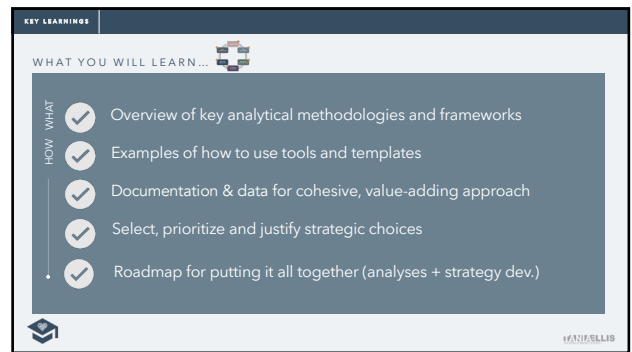 KEY LEARNINGS
WHAT YOU WILL LEARN...
WHAT
HOW
Overview of key analytical methodologies and frameworks
Examples of how to use tools and templates
Documentation & data for cohesive, value-adding approach
Select, prioritize and justify strategic choices
Roadmap for putting it all together (analyses + strategy dev.)
TANIAELLIS